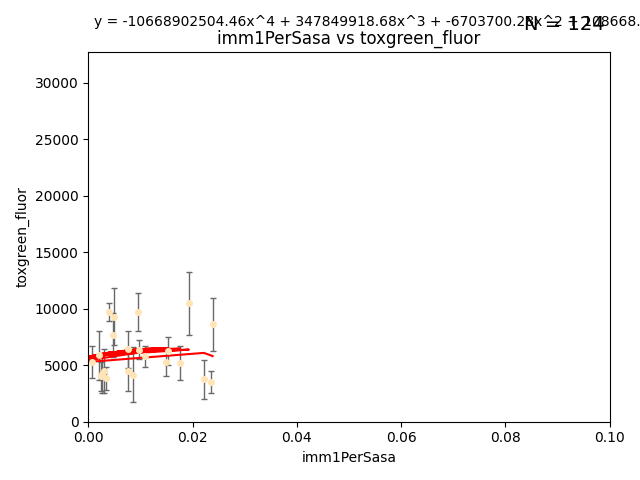 y = -10668902504.46x^4 + 347849918.68x^3 + -6703700.28x^2 + 108668.
N = 124
imm1PerSasa vs toxgreen_fluor
30000
25000
20000
15000
10000
5000
0
toxgreen_fluor
0.00 0.02 0.04 0.06 0.08 0.10
imm1PerSasa